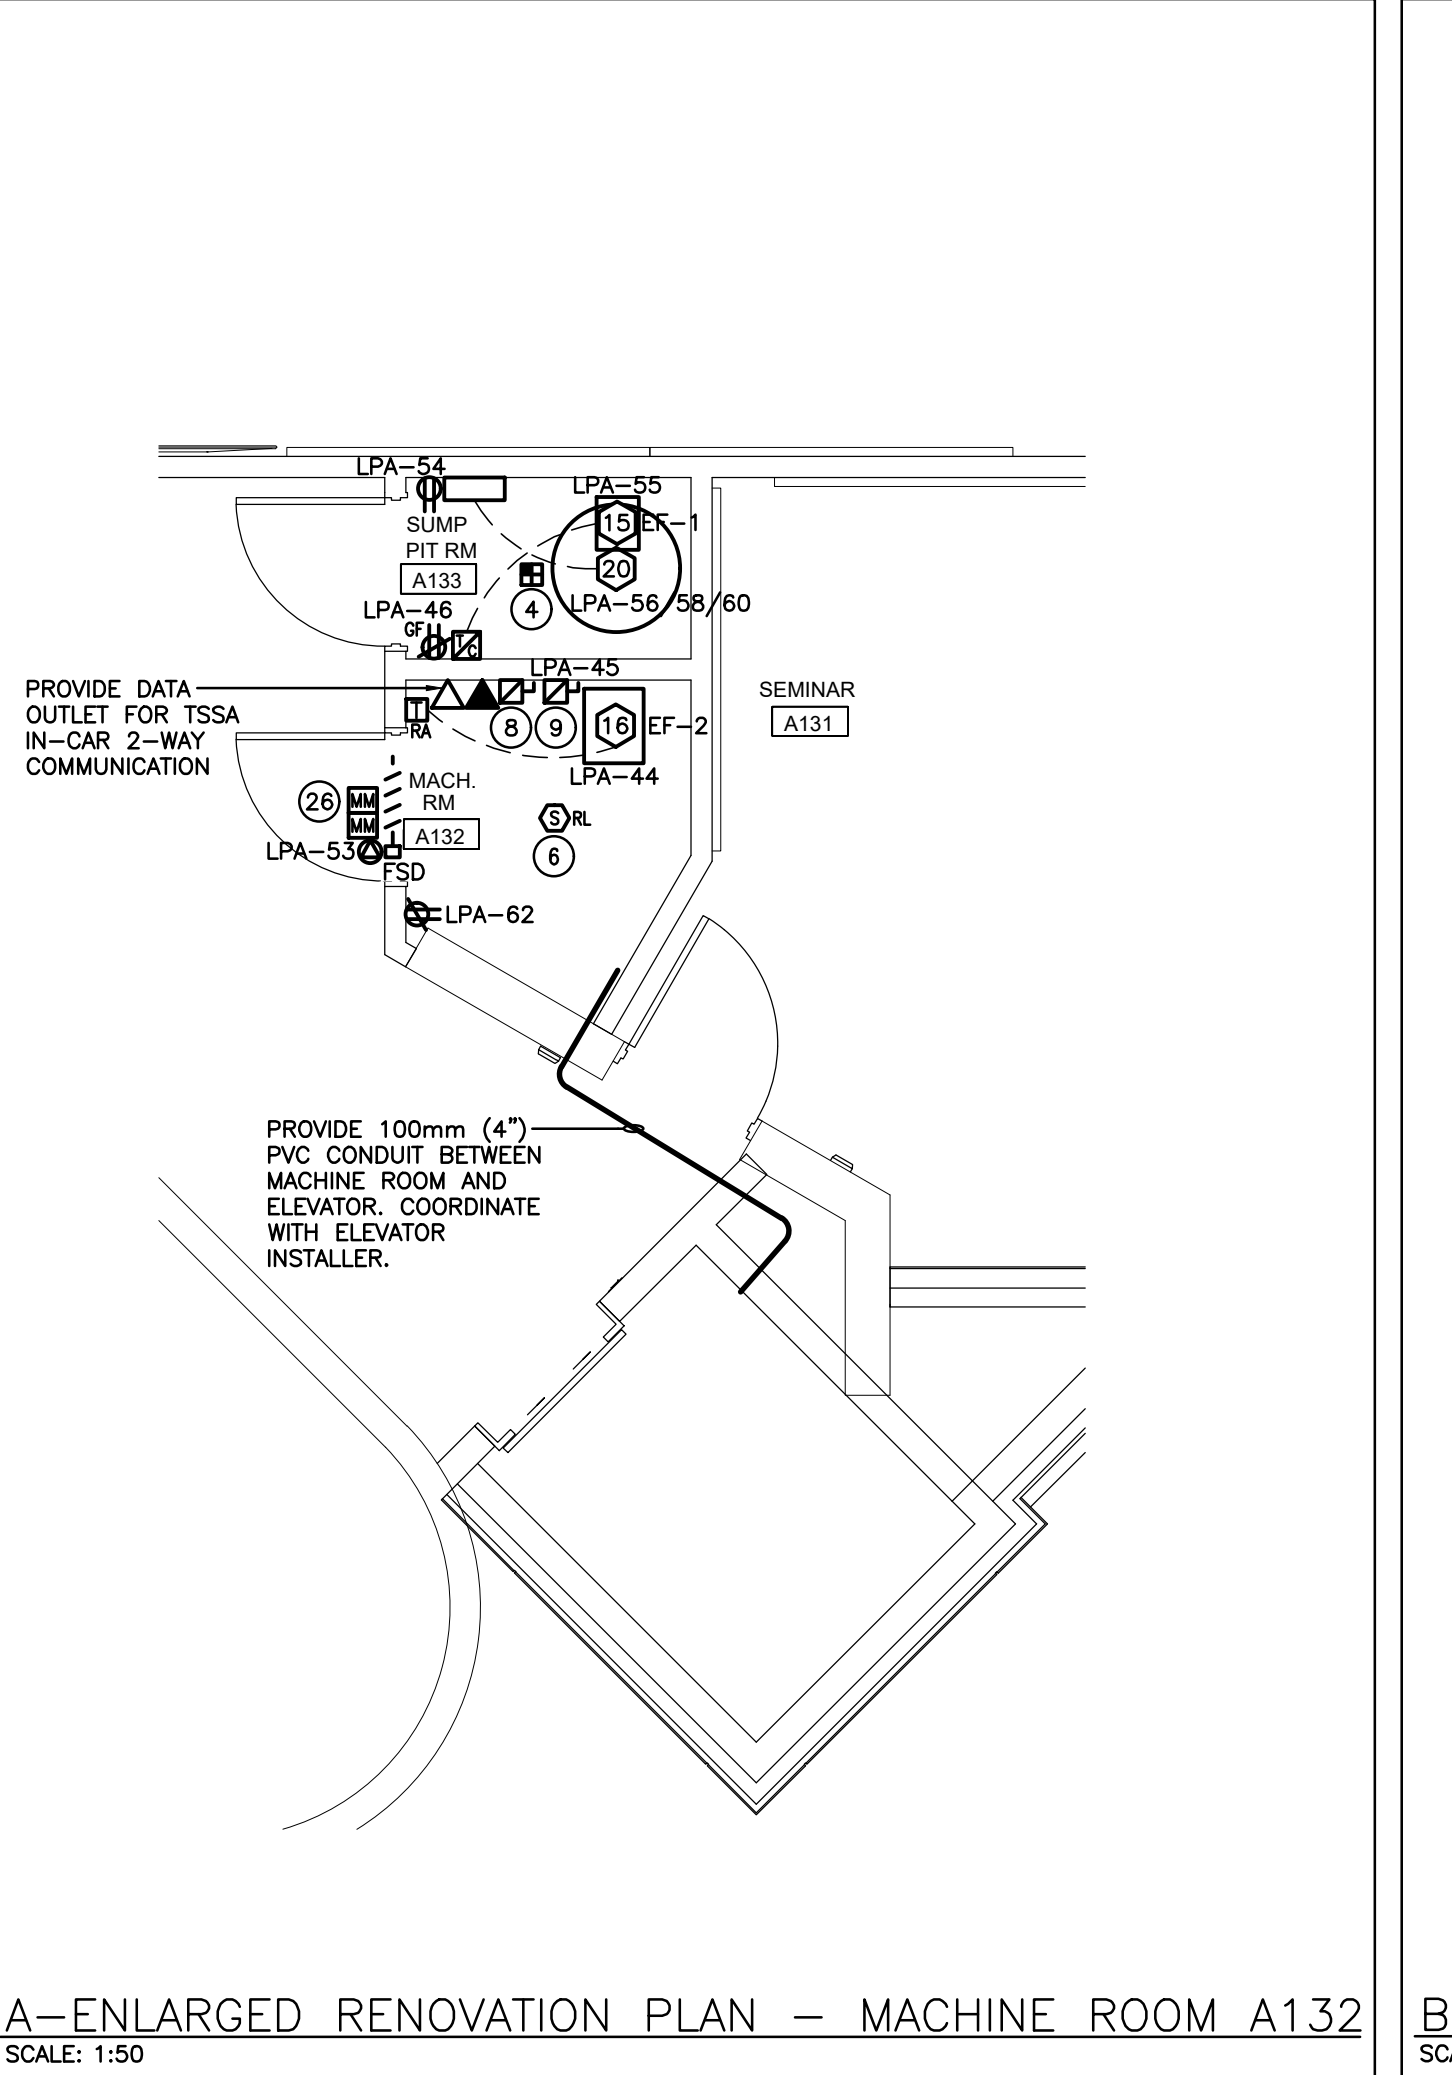 LPA-54
LPA-55
SUMP
PIT RM
A133
15
EF-1
20
LPA-56/58/60
4
LPA-46
GF
T/C
LPA-45
PROVIDE DATA
OUTLET FOR TSSA
IN-CAR 2-WAY
COMMUNICATION
T
RA
8
9
16
EF-2
LPA-44
SEMINAR
A131
MACH.
RM
A132
26
MM
MM
S
RL
6
LPA-53
FSD
LPA-62
PROVIDE 100mm (4")
PVC CONDUIT BETWEEN
MACHINE ROOM AND
ELEVATOR. COORDINATE
WITH ELEVATOR
INSTALLER.
A-ENLARGED RENOVATION PLAN - MACHINE ROOM A132
SCALE: 1:50
B
SCA